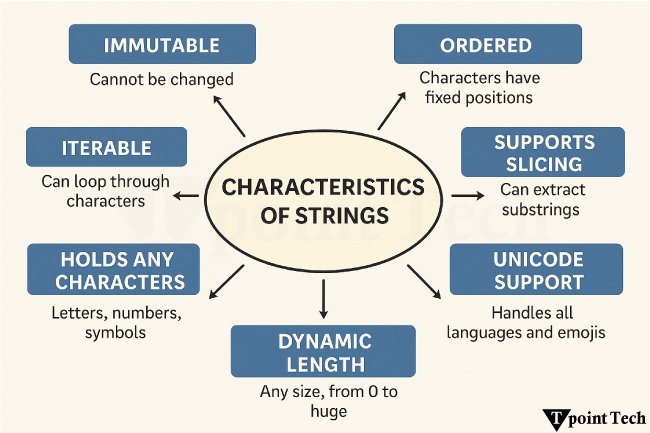 IMMUTABLE
Cannot be changed
ORDERED
Characters have
fixed positions
ITERABLE
Can loop through
characters
CHARACTERISTICS
OF STRINGS
SUPPORTS
SLICING
Can extract
substrings
HOLDS ANY
CHARACTERS
Letters, numbers,
symbols
UNICODE
SUPPORT
Handles all
languages and emojis
DYNAMIC
LENGTH
Any size, from 0 to
huge
Tpoint Tech
Tpoint Tech